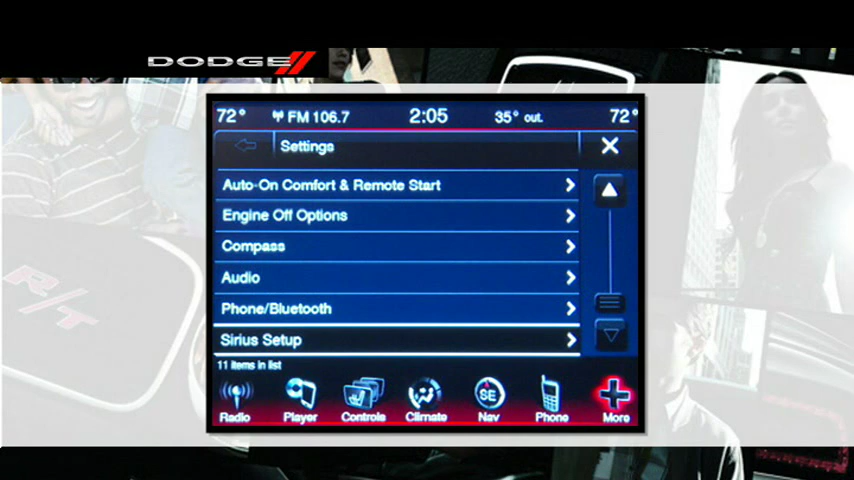 DODGE
72° FM 106.7 2:05 35° out. 72°
Settings
Auto-On Comfort & Remote Start
Engine Off Options
Compass
Audio
Phone/Bluetooth
Sirius Setup
11 items in list
SE
Radio Player Controls Climate Nav Phone More
R/T